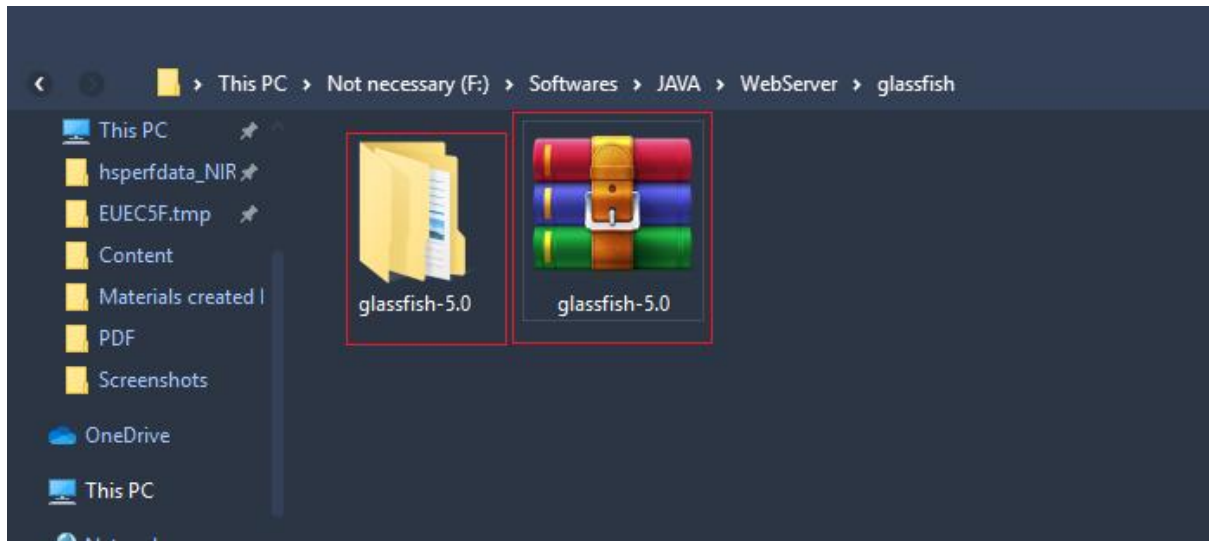 This PC > Not necessary (F:) > Softwares > JAVA > WebServer > glassfish
This PC
hsperfdata_NIR
EUEC5F.tmp
Content
Materials created I
PDF
Screenshots
OneDrive
This PC
glassfish-5.0
glassfish-5.0